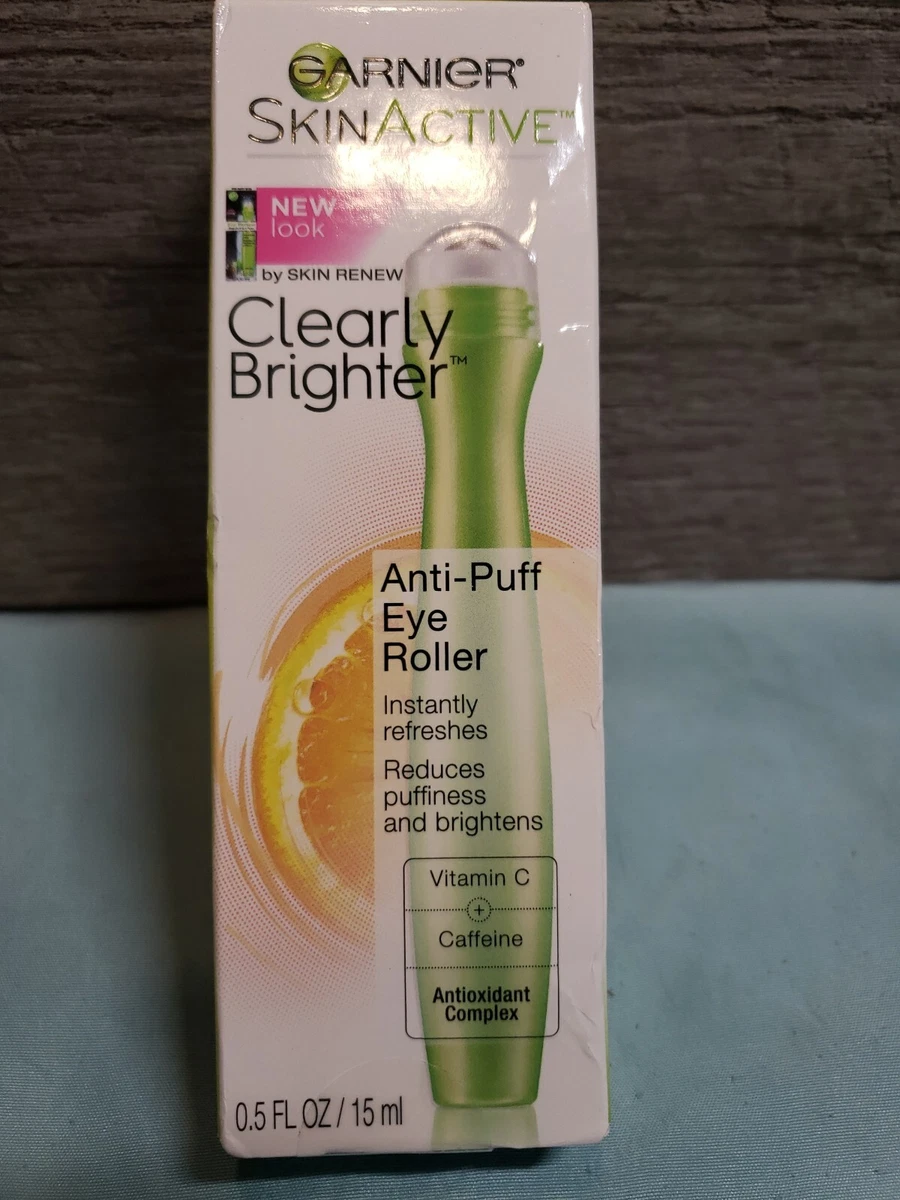 GARNIER®
SKINACTIVE™
NEW
look
by SKIN RENEW
Clearly
Brighter™
Anti-Puff
Eye
Roller
Instantly
refreshes
Reduces
puffiness
and brightens
Vitamin C
+
Caffeine
Antioxidant
Complex
0.5 FL OZ / 15 ml